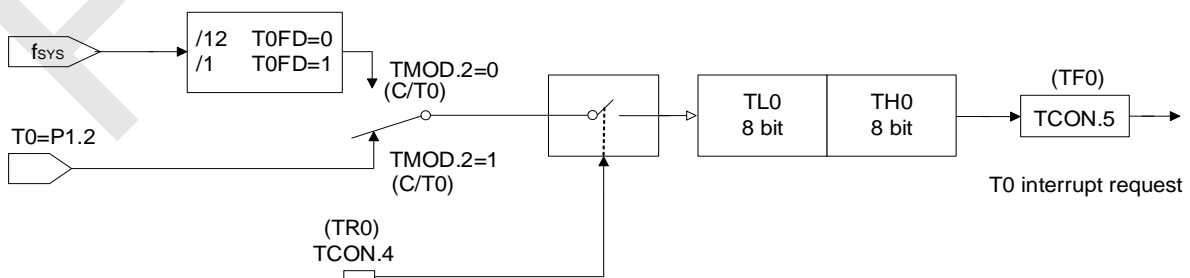 /12 T0FD=0
/1 T0FD=1
fSYS
TMOD.2=0
(C/T0)
T0=P1.2
TMOD.2=1
(C/T0)
(TR0)
TCON.4
TL0
8 bit
TH0
8 bit
(TF0)
TCON.5
T0 interrupt request